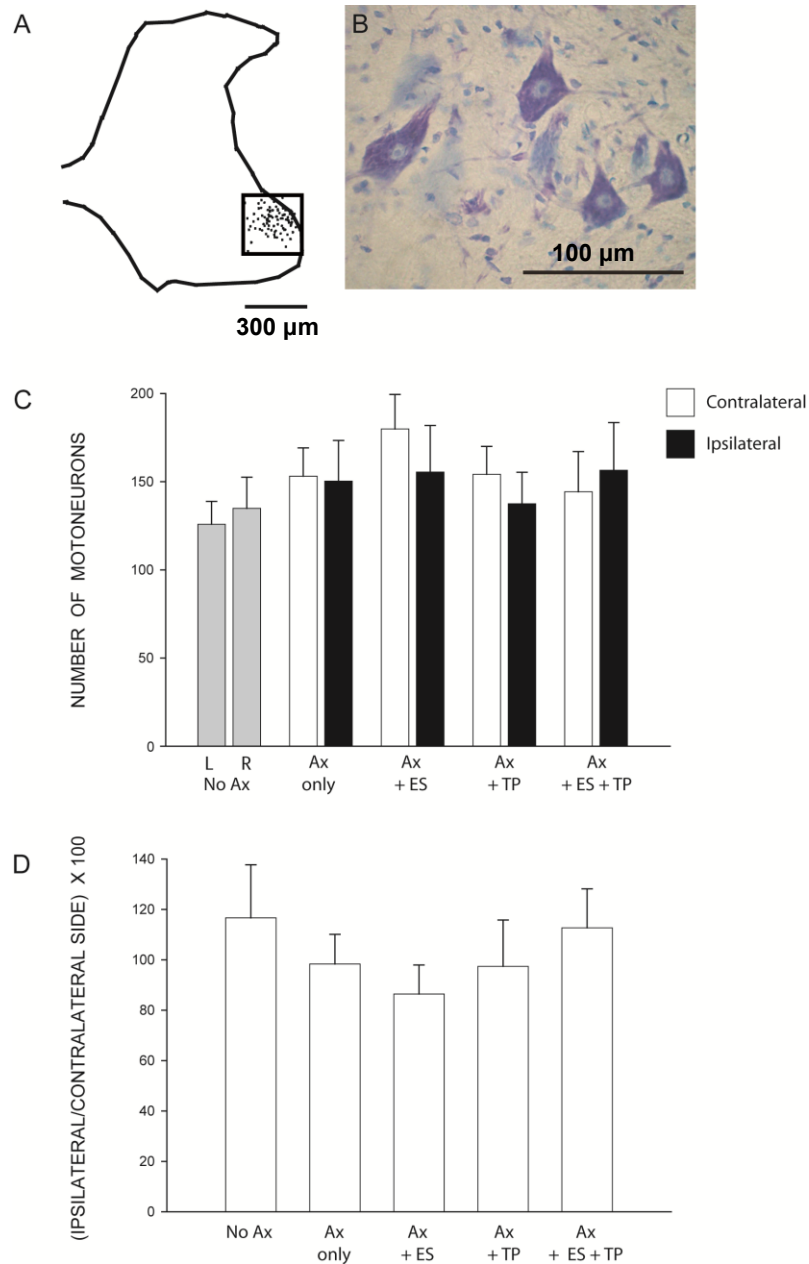 A
B
300 µm
100 µm
C
NUMBER OF MOTONEURONS
200
150
100
50
0
Contralateral
Ipsilateral
L R
No Ax
Ax
only
Ax
+ ES
Ax
+ TP
Ax
+ ES + TP
D
(IPSILATERAL/CONTRALATERAL SIDE) X 100
140
120
100
80
60
40
20
0
No Ax
Ax
only
Ax
+ ES
Ax
+ TP
Ax
+ ES + TP